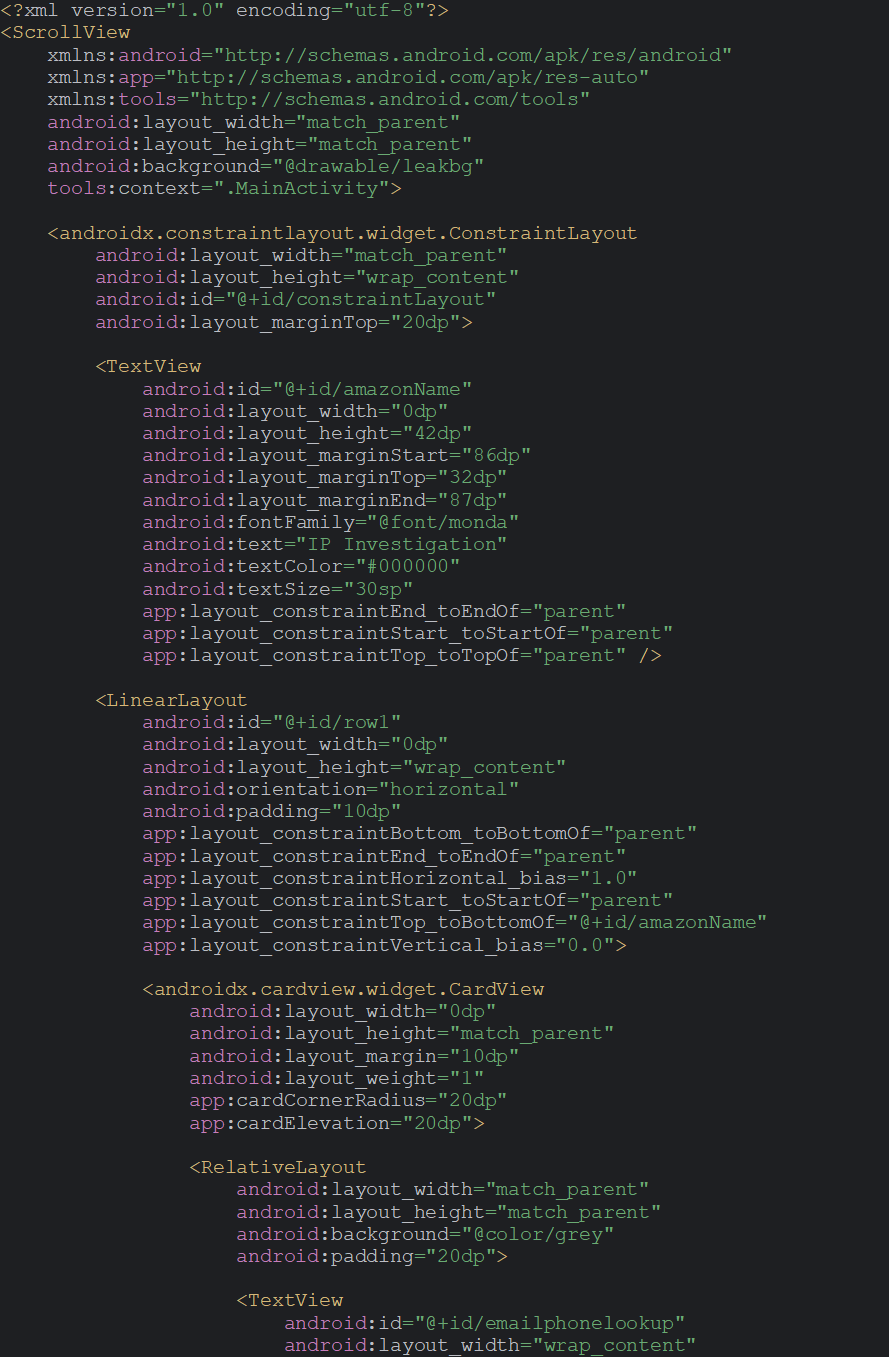 <?xml version="1.0" encoding="utf-8"?>
<ScrollView
    xmlns:android="http://schemas.android.com/apk/res/android"
    xmlns:app="http://schemas.android.com/apk/res-auto"
    xmlns:tools="http://schemas.android.com/tools"
    android:layout_width="match_parent"
    android:layout_height="match_parent"
    android:background="@drawable/leakbg"
    tools:context=".MainActivity">

    <androidx.constraintlayout.widget.ConstraintLayout
        android:layout_width="match_parent"
        android:layout_height="wrap_content"
        android:id="@+id/constraintLayout"
        android:layout_marginTop="20dp">

        <TextView
            android:id="@+id/amazonName"
            android:layout_width="0dp"
            android:layout_height="42dp"
            android:layout_marginStart="86dp"
            android:layout_marginTop="32dp"
            android:layout_marginEnd="87dp"
            android:fontFamily="@font/monda"
            android:text="IP Investigation"
            android:textColor="#000000"
            android:textSize="30sp"
            app:layout_constraintEnd_toEndOf="parent"
            app:layout_constraintStart_toStartOf="parent"
            app:layout_constraintTop_toTopOf="parent" />

        <LinearLayout
            android:id="@+id/row1"
            android:layout_width="0dp"
            android:layout_height="wrap_content"
            android:orientation="horizontal"
            android:padding="10dp"
            app:layout_constraintBottom_toBottomOf="parent"
            app:layout_constraintEnd_toEndOf="parent"
            app:layout_constraintHorizontal_bias="1.0"
            app:layout_constraintStart_toStartOf="parent"
            app:layout_constraintTop_toBottomOf="@+id/amazonName"
            app:layout_constraintVertical_bias="0.0">

            <androidx.cardview.widget.CardView
                android:layout_width="0dp"
                android:layout_height="match_parent"
                android:layout_margin="10dp"
                android:layout_weight="1"
                app:cardCornerRadius="20dp"
                app:cardElevation="20dp">

                <RelativeLayout
                    android:layout_width="match_parent"
                    android:layout_height="match_parent"
                    android:background="@color/grey"
                    android:padding="20dp">

                    <TextView
                        android:id="@+id/emailphonelookup"
                        android:layout_width="wrap_content"